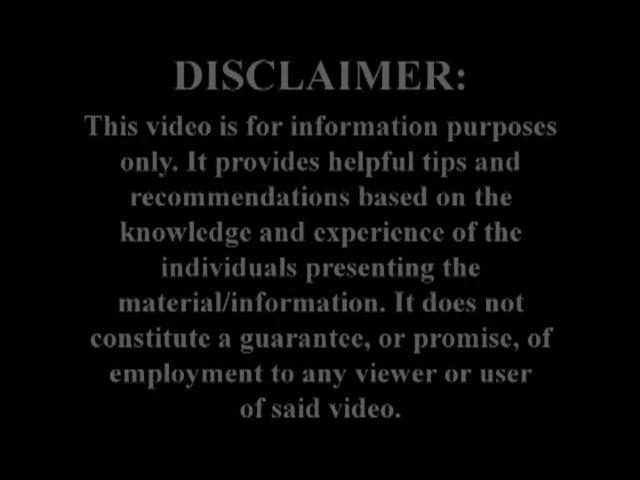 DISCLAIMER:
This video is for information purposes
only. It provides helpful tips and
recommendations based on the
knowledge and experience of the
individuals presenting the
material/information. It does not
constitute a guarantee, or promise, of
employment to any viewer or user
of said video.